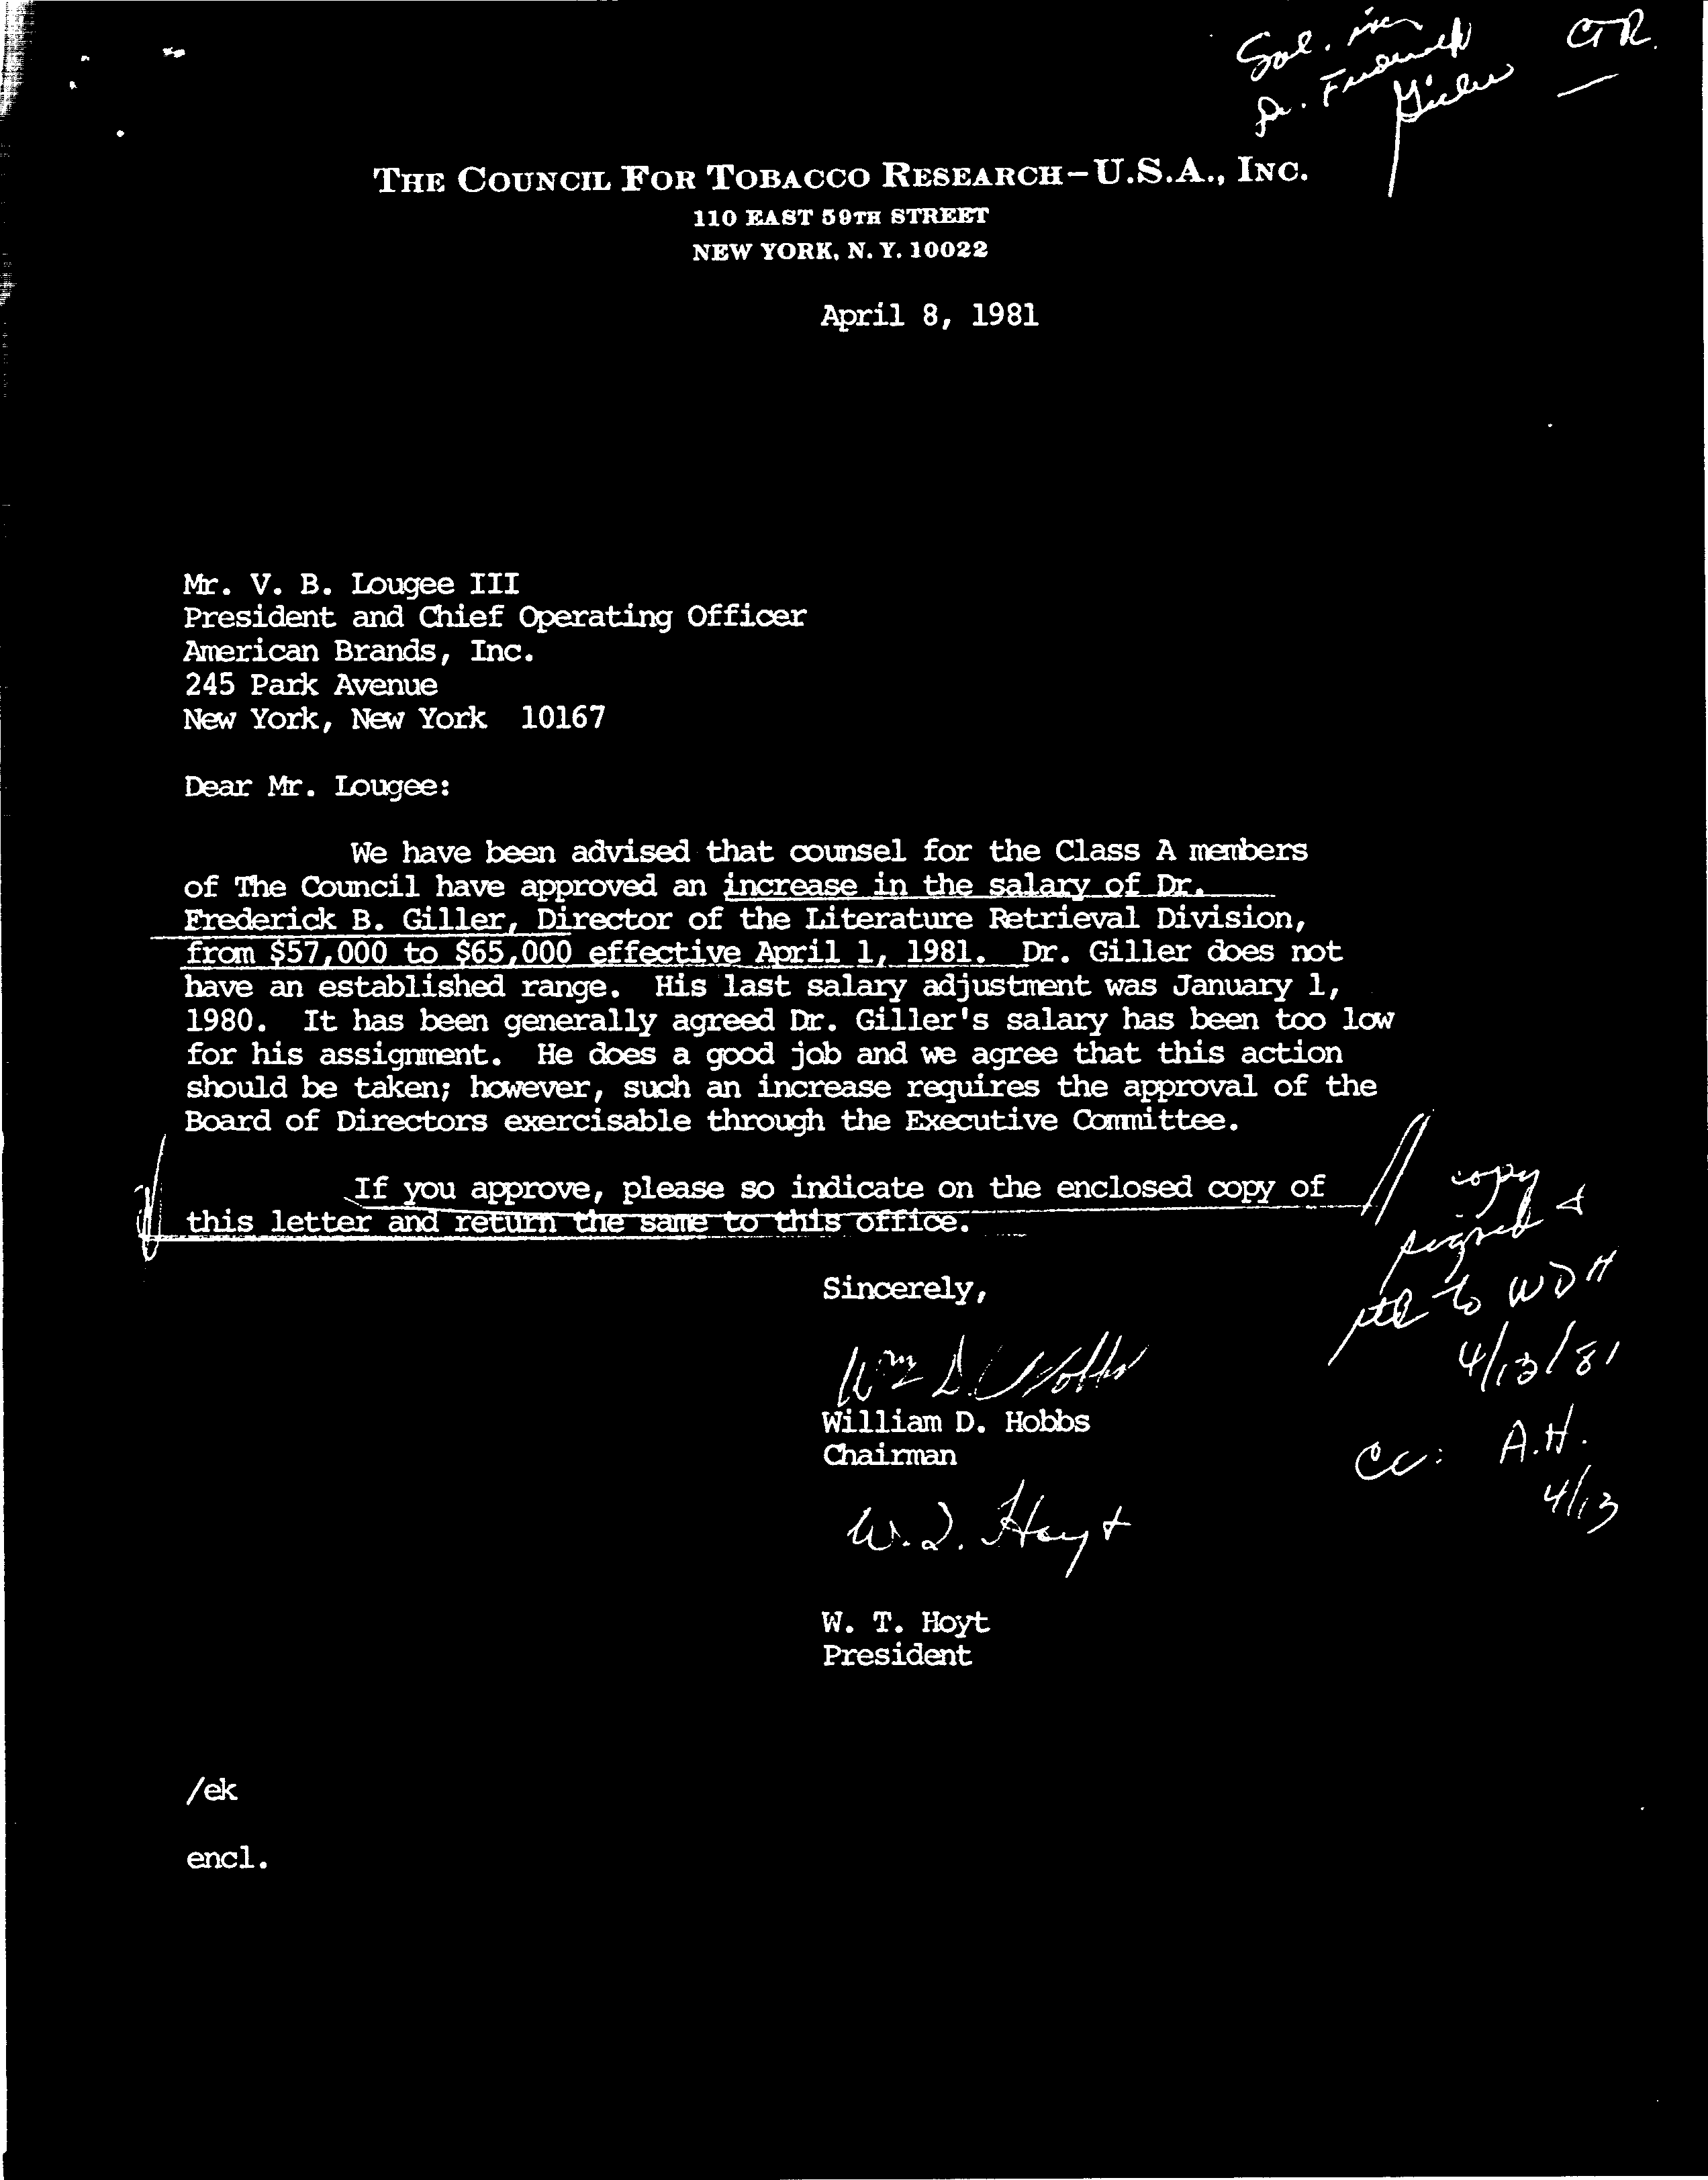 Sal. inc CTR.
Dr. Frederick
Giller
THE COUNCIL FOR TOBACCO RESEARCH-U.S.A., INC.
110 EAST 59TH STREET
NEW YORK, N. Y. 10022
April 8, 1981
Mr. V. B. Lougee III
President and Chief Operating Officer
American Brands, Inc.
245 Park Avenue
New York, New York 10167
Dear Mr. Lougee:
We have been advised that counsel for the Class A members
of The Council have approved an increase in the salary of Dr.
Frederick B. Giller, Director of the Literature Retrieval Division,
from $57,000 to $65,000 effective April 1, 1981. Dr. Giller does not
have an established range. His last salary adjustment was January 1,
1980. It has been generally agreed Dr. Giller's salary has been too low
for his assignment. He does a good job and we agree that this action
should be taken; however, such an increase requires the approval of the
Board of Directors exercisable through the Executive Committee.
If you approve, please so indicate on the enclosed copy of
this letter and return the same to this office.
copy
signed &
to WDH
4/13/81
cc: A.H.
4/13
Sincerely,
Wm D. Hobbs
William D. Hobbs
Chairman
W. T. Hoyt
W. T. Hoyt
President
/ek
encl.